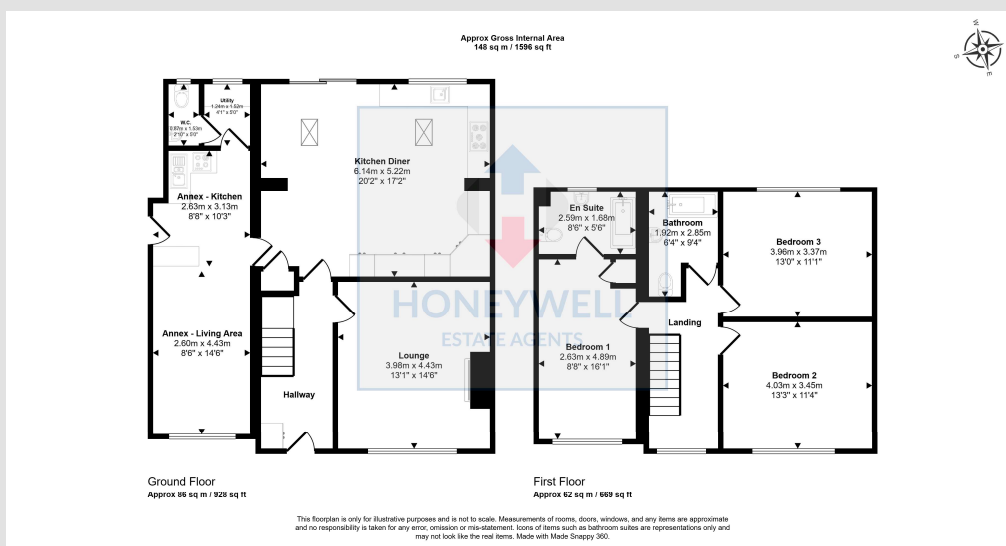 Approx Gross Internal Area
148 sq m / 1596 sq ft
W
S
E
Utility
1.24m x 1.52m
4'1" x 5'0"
W.C.
0.87m x 1.53m
2'10" x 5'0"
Kitchen Diner
6.14m x 5.22m
20'2" x 17'2"
Annex - Kitchen
2.63m x 3.13m
8'8" x 10'3"
Annex - Living Area
2.60m x 4.43m
8'6" x 14'6"
Hallway
Lounge
3.98m x 4.43m
13'1" x 14'6"
HONEYWELL
ESTATE AGENTS
En Suite
2.59m x 1.68m
8'6" x 5'6"
Bathroom
1.92m x 2.85m
6'4" x 9'4"
Bedroom 3
3.96m x 3.37m
13'0" x 11'1"
Landing
Bedroom 1
2.63m x 4.89m
8'8" x 16'1"
Bedroom 2
4.03m x 3.45m
13'3" x 11'4"
Ground Floor
Approx 86 sq m / 928 sq ft
First Floor
Approx 62 sq m / 669 sq ft
This floorplan is only for illustrative purposes and is not to scale. Measurements of rooms, doors, windows, and any items are approximate
and no responsibility is taken for any error, omission or mis-statement. Icons of items such as bathroom suites are representations only and
may not look like the real items. Made with Made Snappy 360.